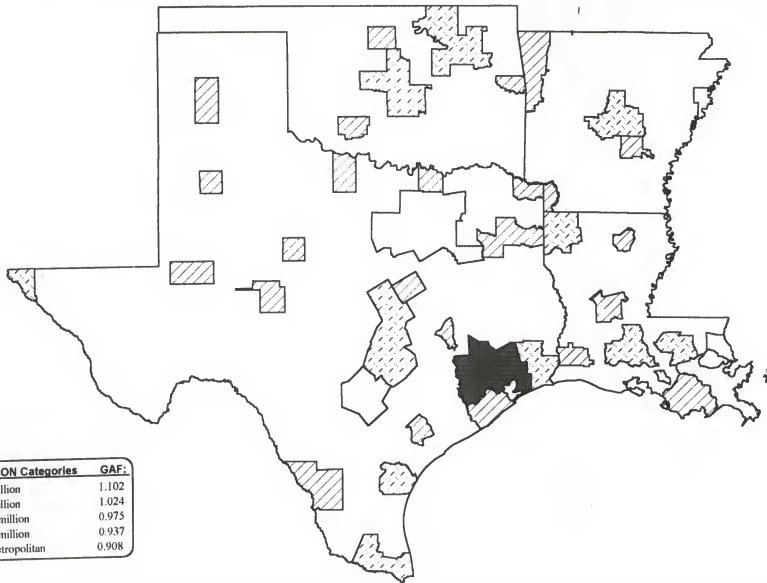 ON Categories GAF:
llion 1.102
llion 1.024
million 0.975
million 0.937
etropolitan 0.908